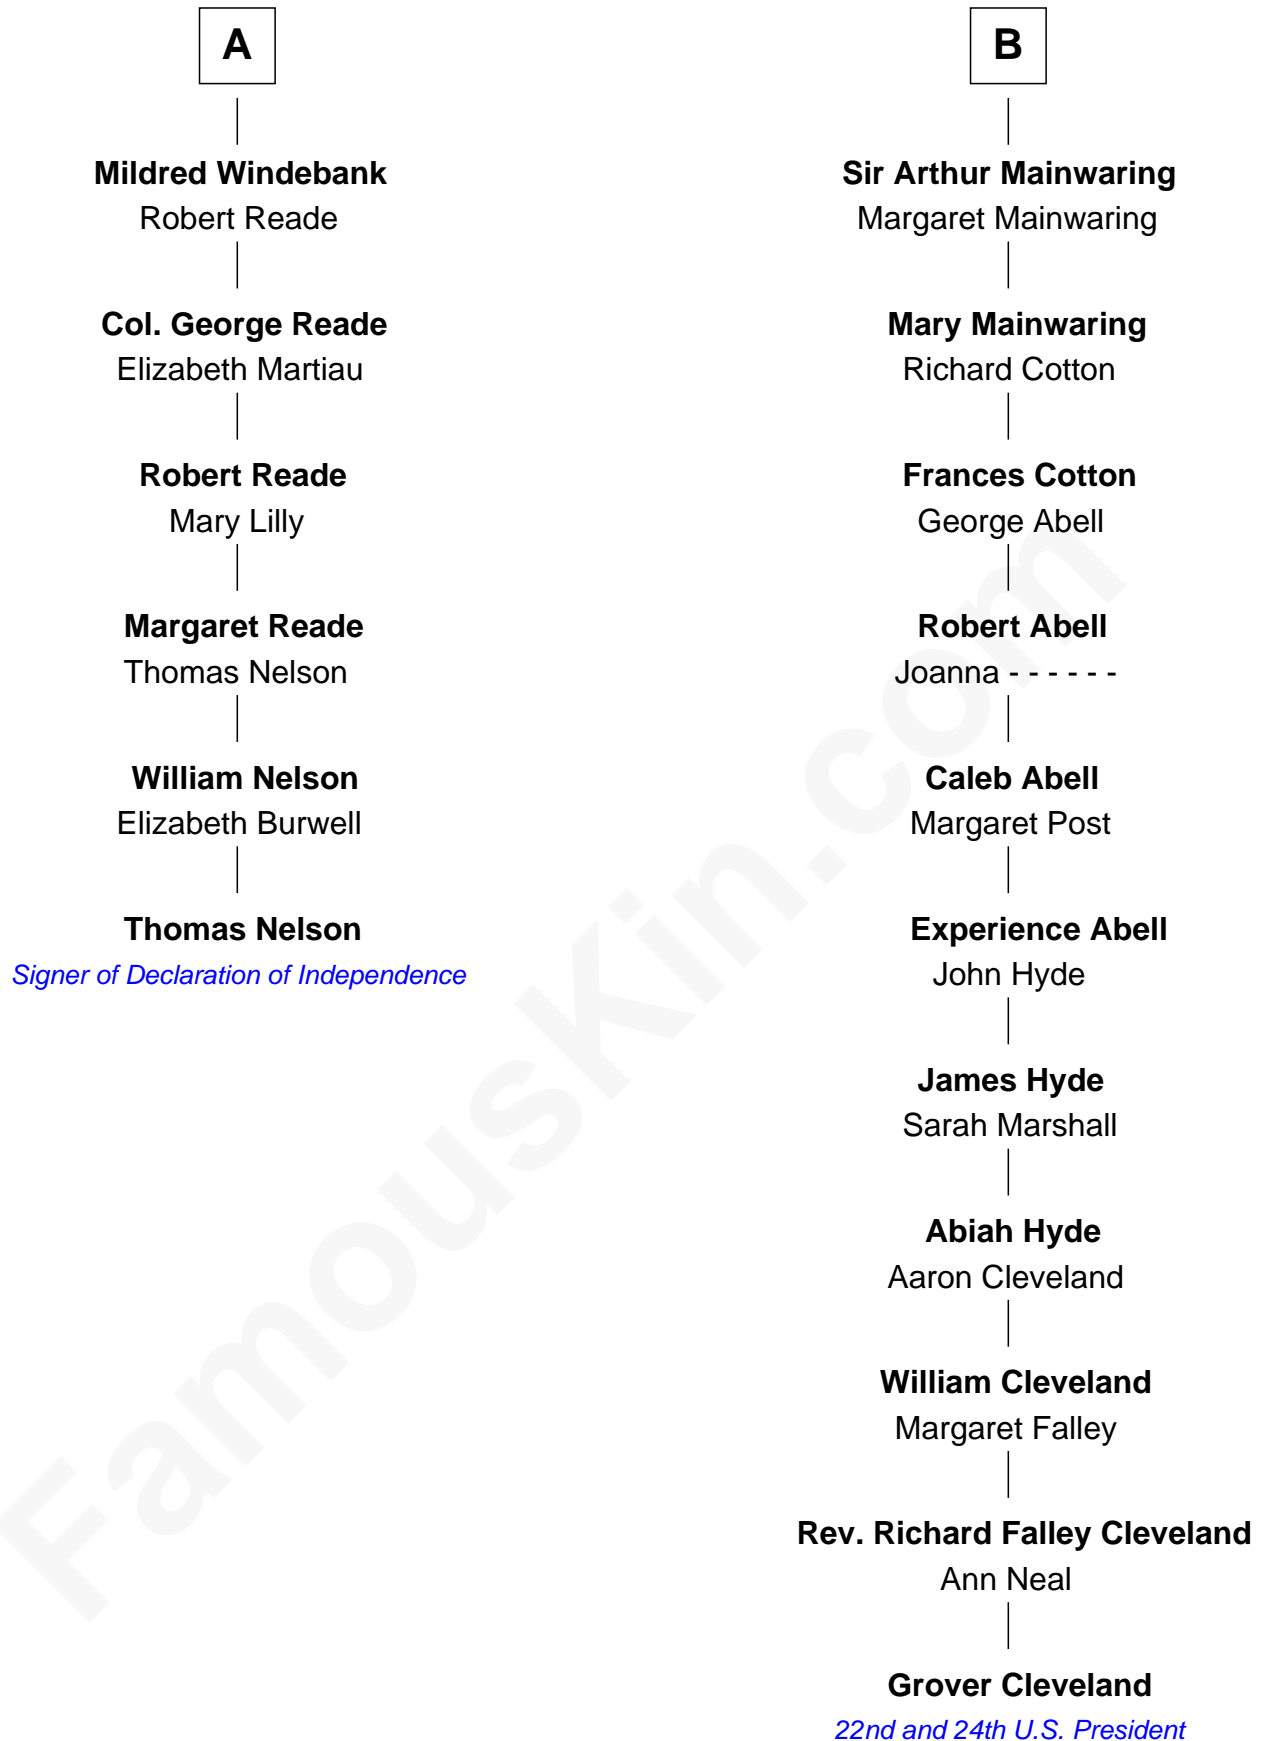 A
Mildred Windebank
Robert Reade
Col. George Reade
Elizabeth Martiau
Robert Reade
Mary Lilly
Margaret Reade
Thomas Nelson
William Nelson
Elizabeth Burwell
Thomas Nelson
Signer of Declaration of Independence
B
Sir Arthur Mainwaring
Margaret Mainwaring
Mary Mainwaring
Richard Cotton
Frances Cotton
George Abell
Robert Abell
Joanna - - - - - -
Caleb Abell
Margaret Post
Experience Abell
John Hyde
James Hyde
Sarah Marshall
Abiah Hyde
Aaron Cleveland
William Cleveland
Margaret Falley
Rev. Richard Falley Cleveland
Ann Neal
Grover Cleveland
22nd and 24th U.S. President
FamousKin.com